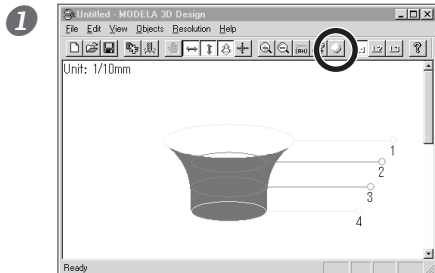 1
Untitled - MODELA 3D Design
File Edit View Objects Resolution Help
Unit: 1/10mm
1
2
3
4
Ready